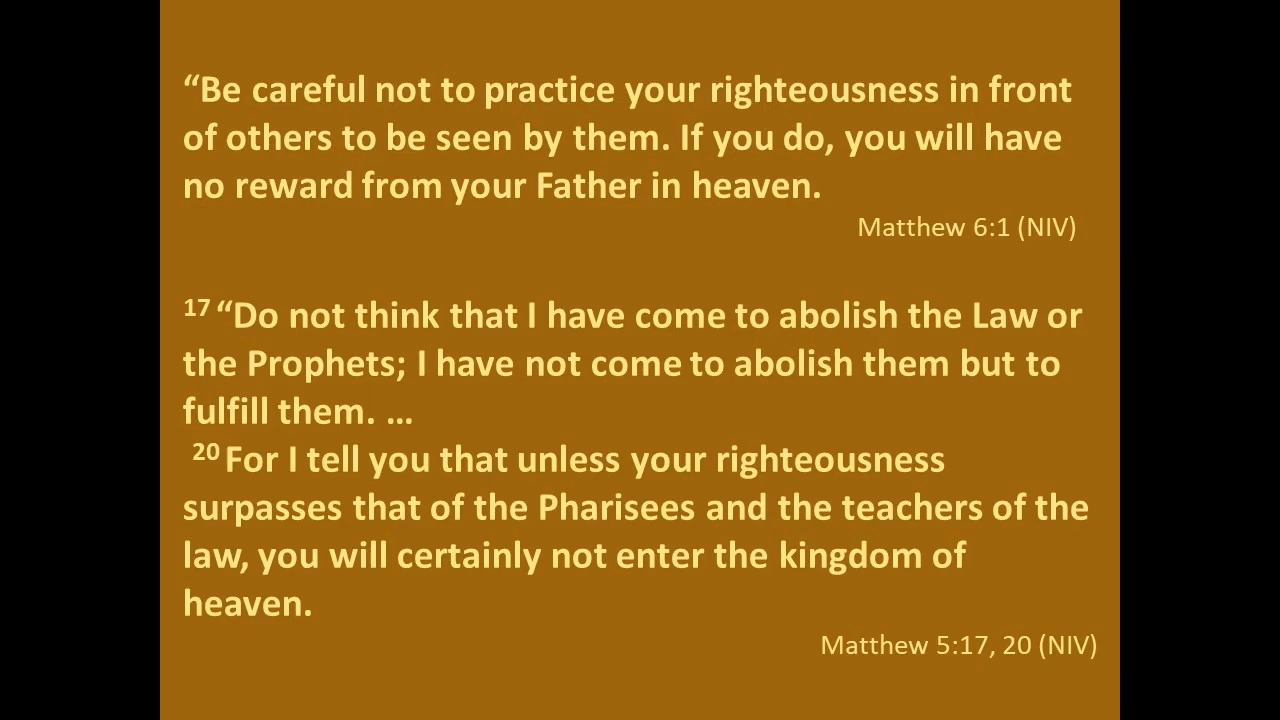 “Be careful not to practice your righteousness in front
of others to be seen by them. If you do, you will have
no reward from your Father in heaven.
Matthew 6:1 (NIV)
17 “Do not think that I have come to abolish the Law or
the Prophets; I have not come to abolish them but to
fulfill them. …
20 For I tell you that unless your righteousness
surpasses that of the Pharisees and the teachers of the
law, you will certainly not enter the kingdom of
heaven.
Matthew 5:17, 20 (NIV)